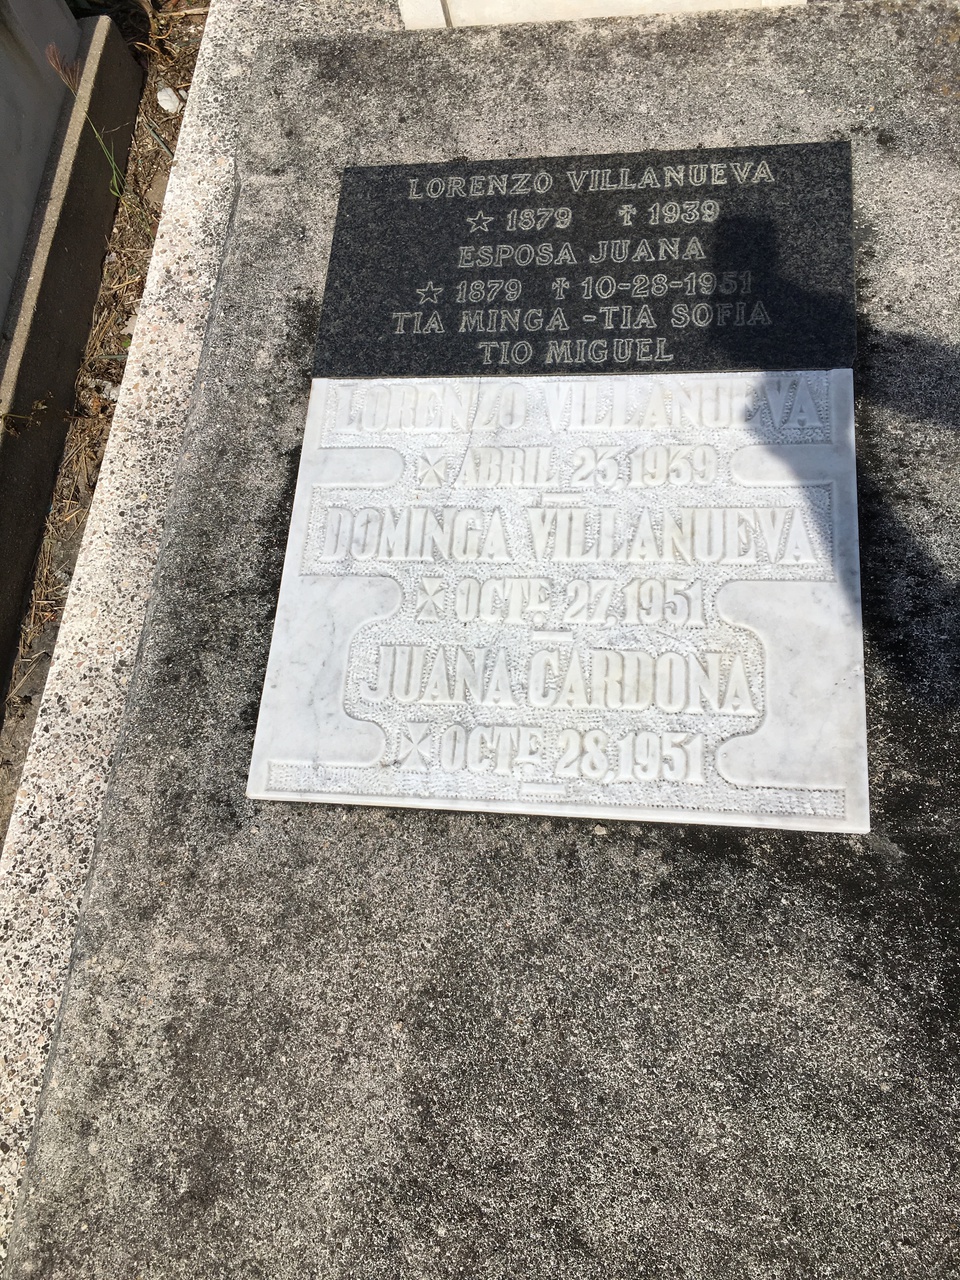 LORENZO VILLANUEVA
☆ 1879 ✝ 1939
ESPOSA JUANA
☆ 1879 ✝ 10-28-1951
TIA MINGA - TIA SOFIA
TIO MIGUEL
LORENZO VILLANUEVA
✠ ABRIL 23, 1939
DOMINGA VILLANUEVA
✠ OCTE. 27, 1951
JUANA CARDONA
✠ OCTE. 28, 1951